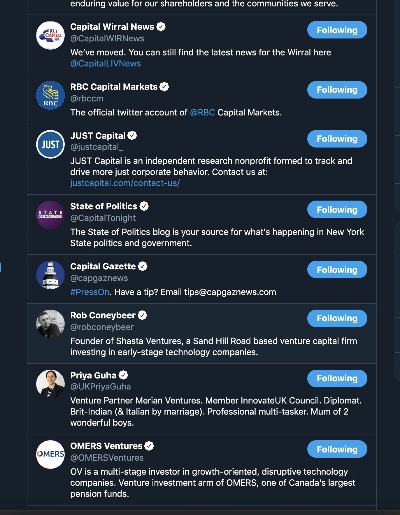 enduring value for our shareholders and the communities we serve.
Capital Wirral News
Following
@CapitalWIRNews
We've moved. You can still find the latest news for the Wirral here
@CapitalLIVNews
CAPITAL
RBC Capital Markets
Following
@rbccm
The official twitter account of @RBC Capital Markets.
RBC
JUST Capital
Following
@justcapital_
JUST Capital is an independent research nonprofit formed to track and
drive more just corporate behavior. Contact us at:
justcapital.com/contact-us/
JUST
State of Politics
Following
@CapitalTonight
The State of Politics blog is your source for what's happening in New York
State politics and government.
STATE
Capital Gazette
Following
@capgaznews
#PressOn. Have a tip? Email tips@capgaznews.com
Rob Coneybeer
Following
@robconeybeer
Founder of Shasta Ventures, a Sand Hill Road based venture capital firm
investing in early-stage technology companies.
Priya Guha
Following
@UKPriyaGuha
Venture Partner Merian Ventures. Member InnovateUK Council. Diplomat.
Brit-Indian (& Italian by marriage). Professional multi-tasker. Mum of 2
wonderful boys.
OMERS Ventures
Following
@OMERSVentures
OV is a multi-stage investor in growth-oriented, disruptive technology
companies. Venture investment arm of OMERS, one of Canada's largest
pension funds.
OMERS